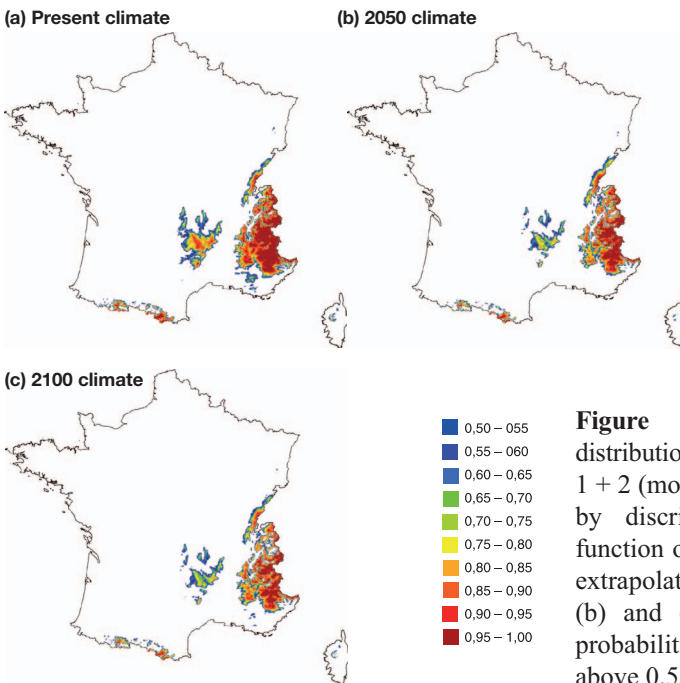 (a) Present climate
(b) 2050 climate
(c) 2100 climate
0,50 – 055
0,55 – 060
0,60 – 0,65
0,65 – 0,70
0,70 – 0,75
0,75 – 0,80
0,80 – 0,85
0,85 – 0,90
0,90 – 0,95
0,95 – 1,00
Figure
distribution
1 + 2 (mo
by discri
function o
extrapolat
(b) and
probabilit
above 0.5